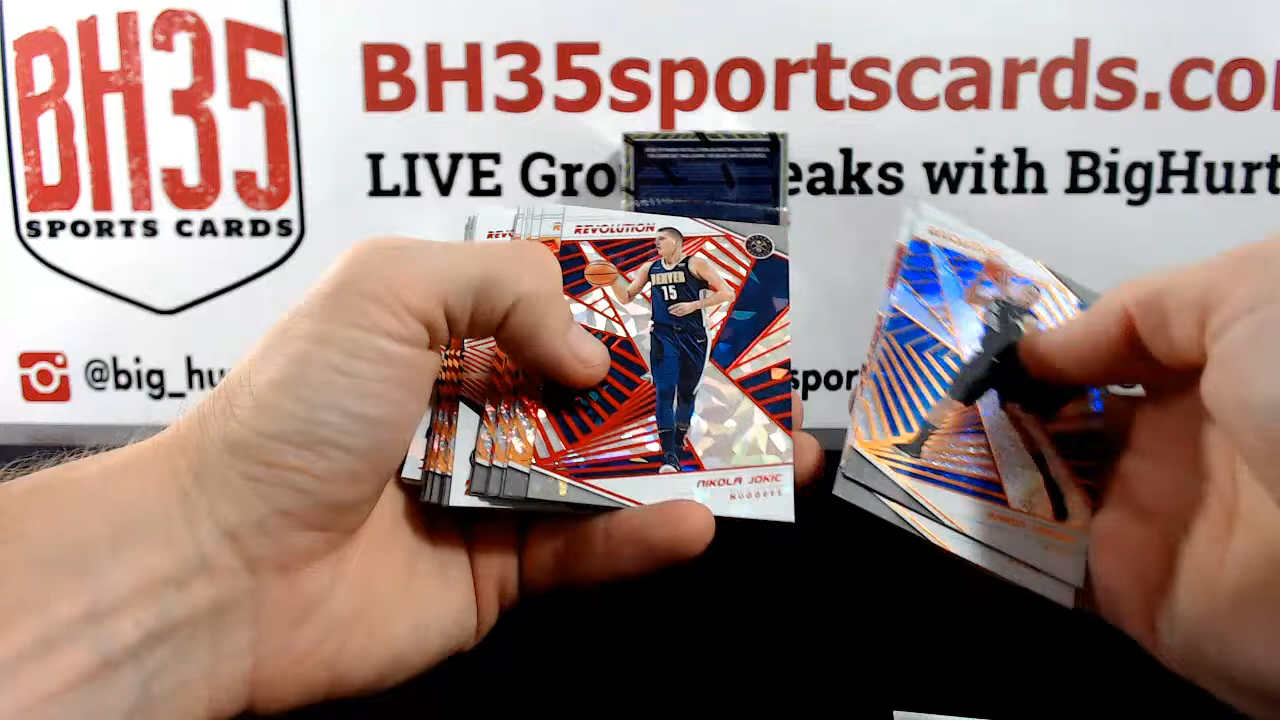 BH35
SPORTS CARDS
BH35sportscards.co
LIVE Gro eaks with BigHurt
@big_hu
spor
REVOLUTION
DENVER
15
NIKOLA JOKIC
NUGGETS